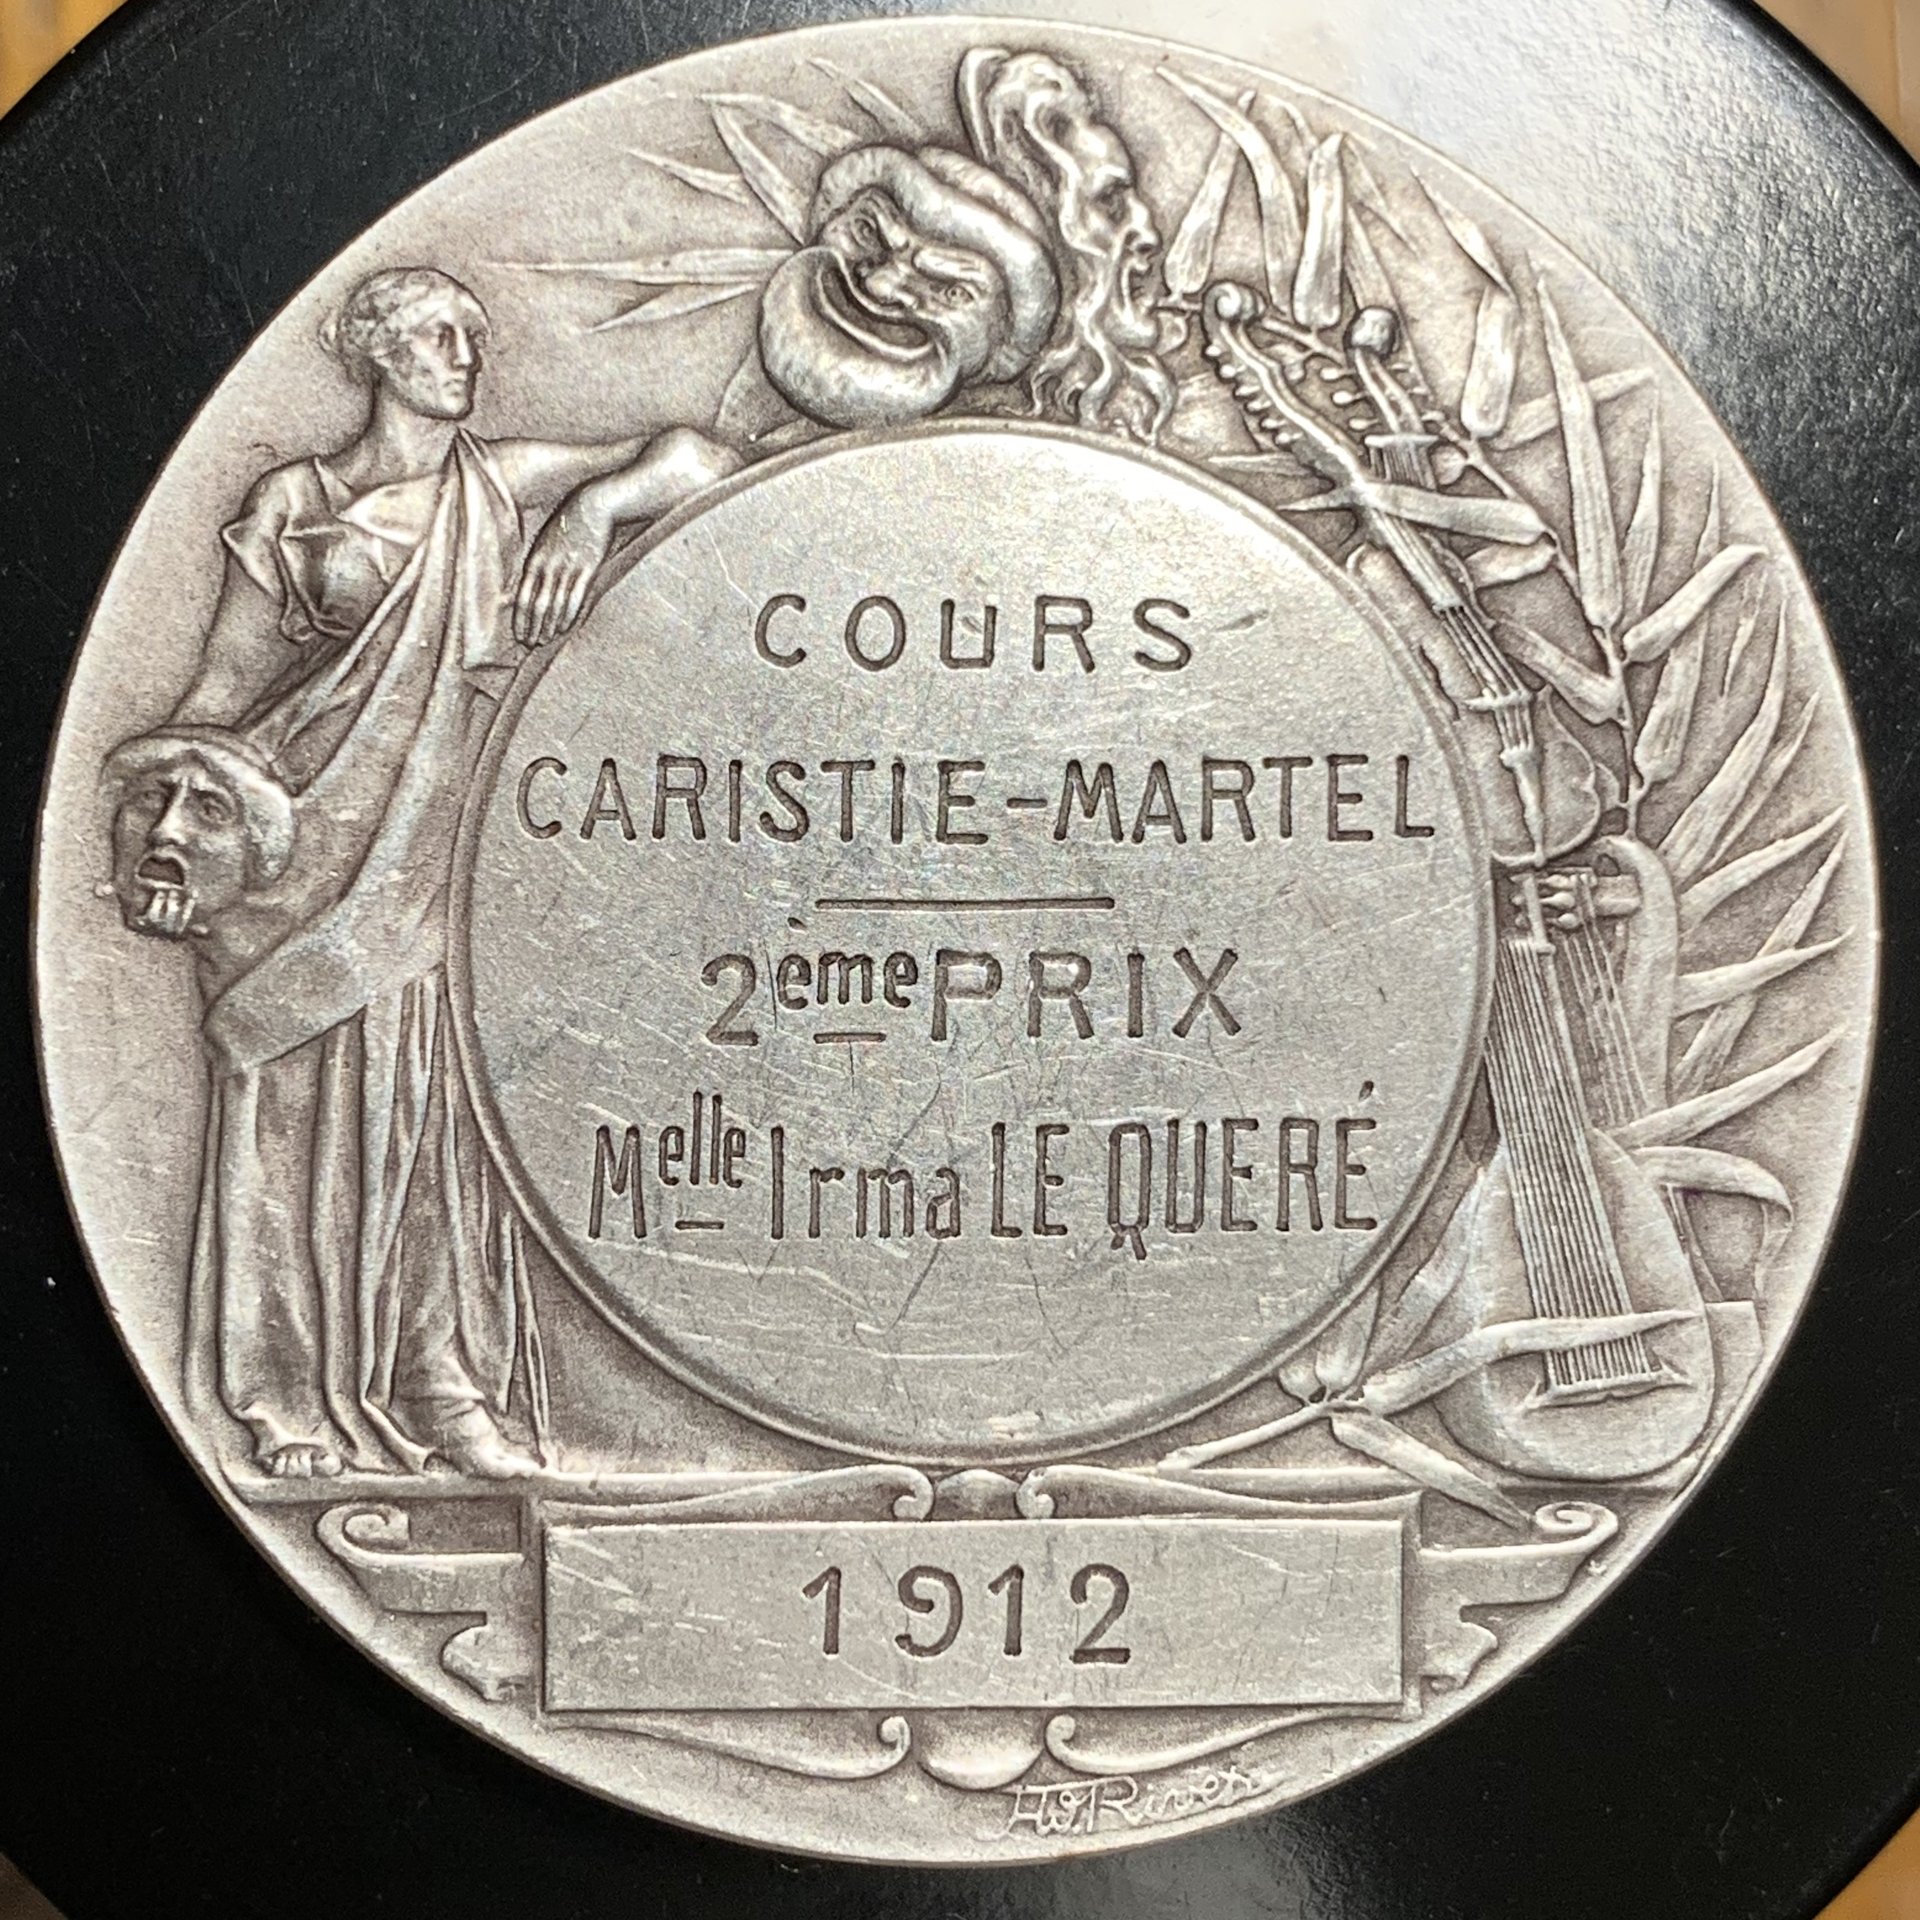 COURS
CARISTIE-MARTEL
2ème PRIX
Melle Irma LE QUERÉ
1912